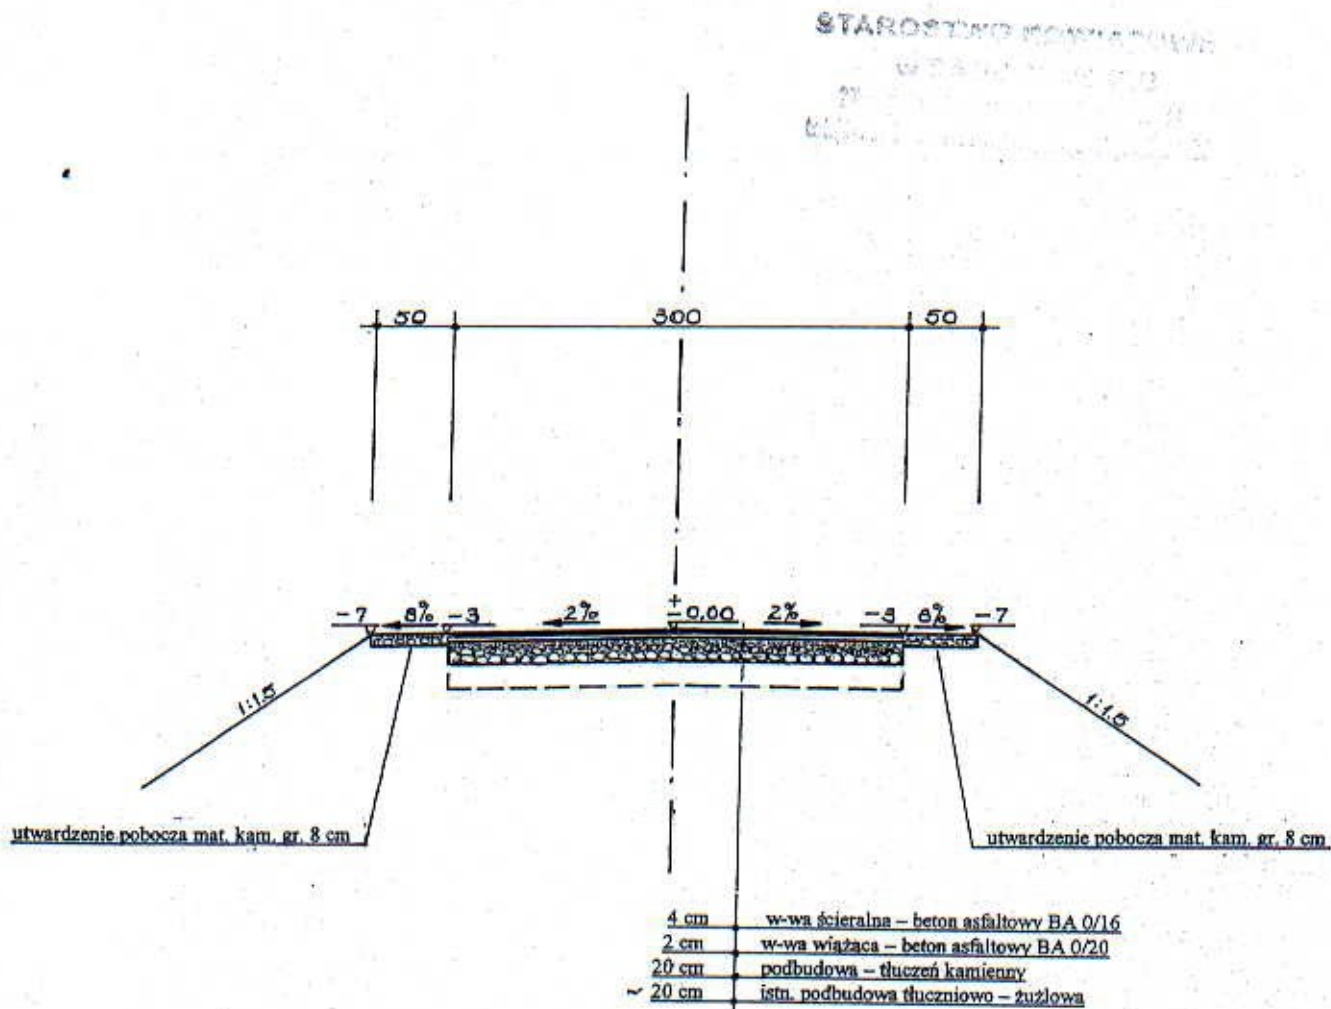 STAROSTWO POWIATOWE
50 300 50
-7 8% -3 2% ±0,00 2% -3 8% -7
1:1.5 1:1.5
utwardzenie pobocza mat. kam. gr. 8 cm utwardzenie pobocza mat. kam. gr. 8 cm
4 cm w-wa ścieralna – beton asfaltowy BA 0/16
2 cm w-wa wiążąca – beton asfaltowy BA 0/20
20 cm podbudowa – tłuczeń kamienny
~ 20 cm istn. podbudowa tłuczniowo – żużlowa